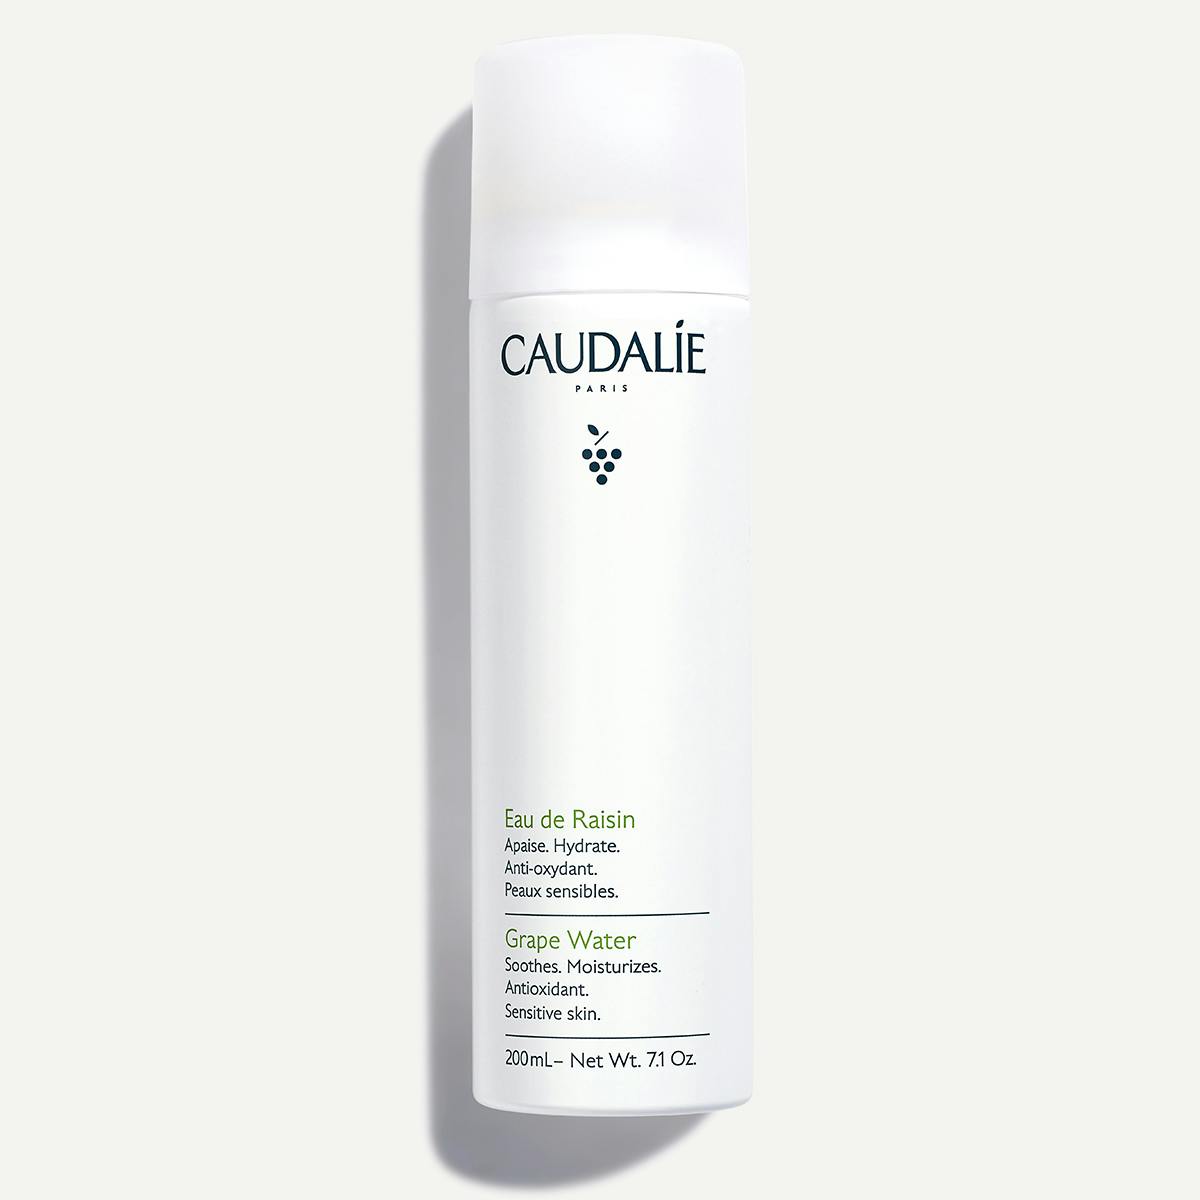 CAUDALÍE
PARIS
Eau de Raisin
Apaise. Hydrate.
Anti-oxydant.
Peaux sensibles.
Grape Water
Soothes. Moisturizes.
Antioxidant.
Sensitive skin.
200mL– Net Wt. 7.1 Oz.